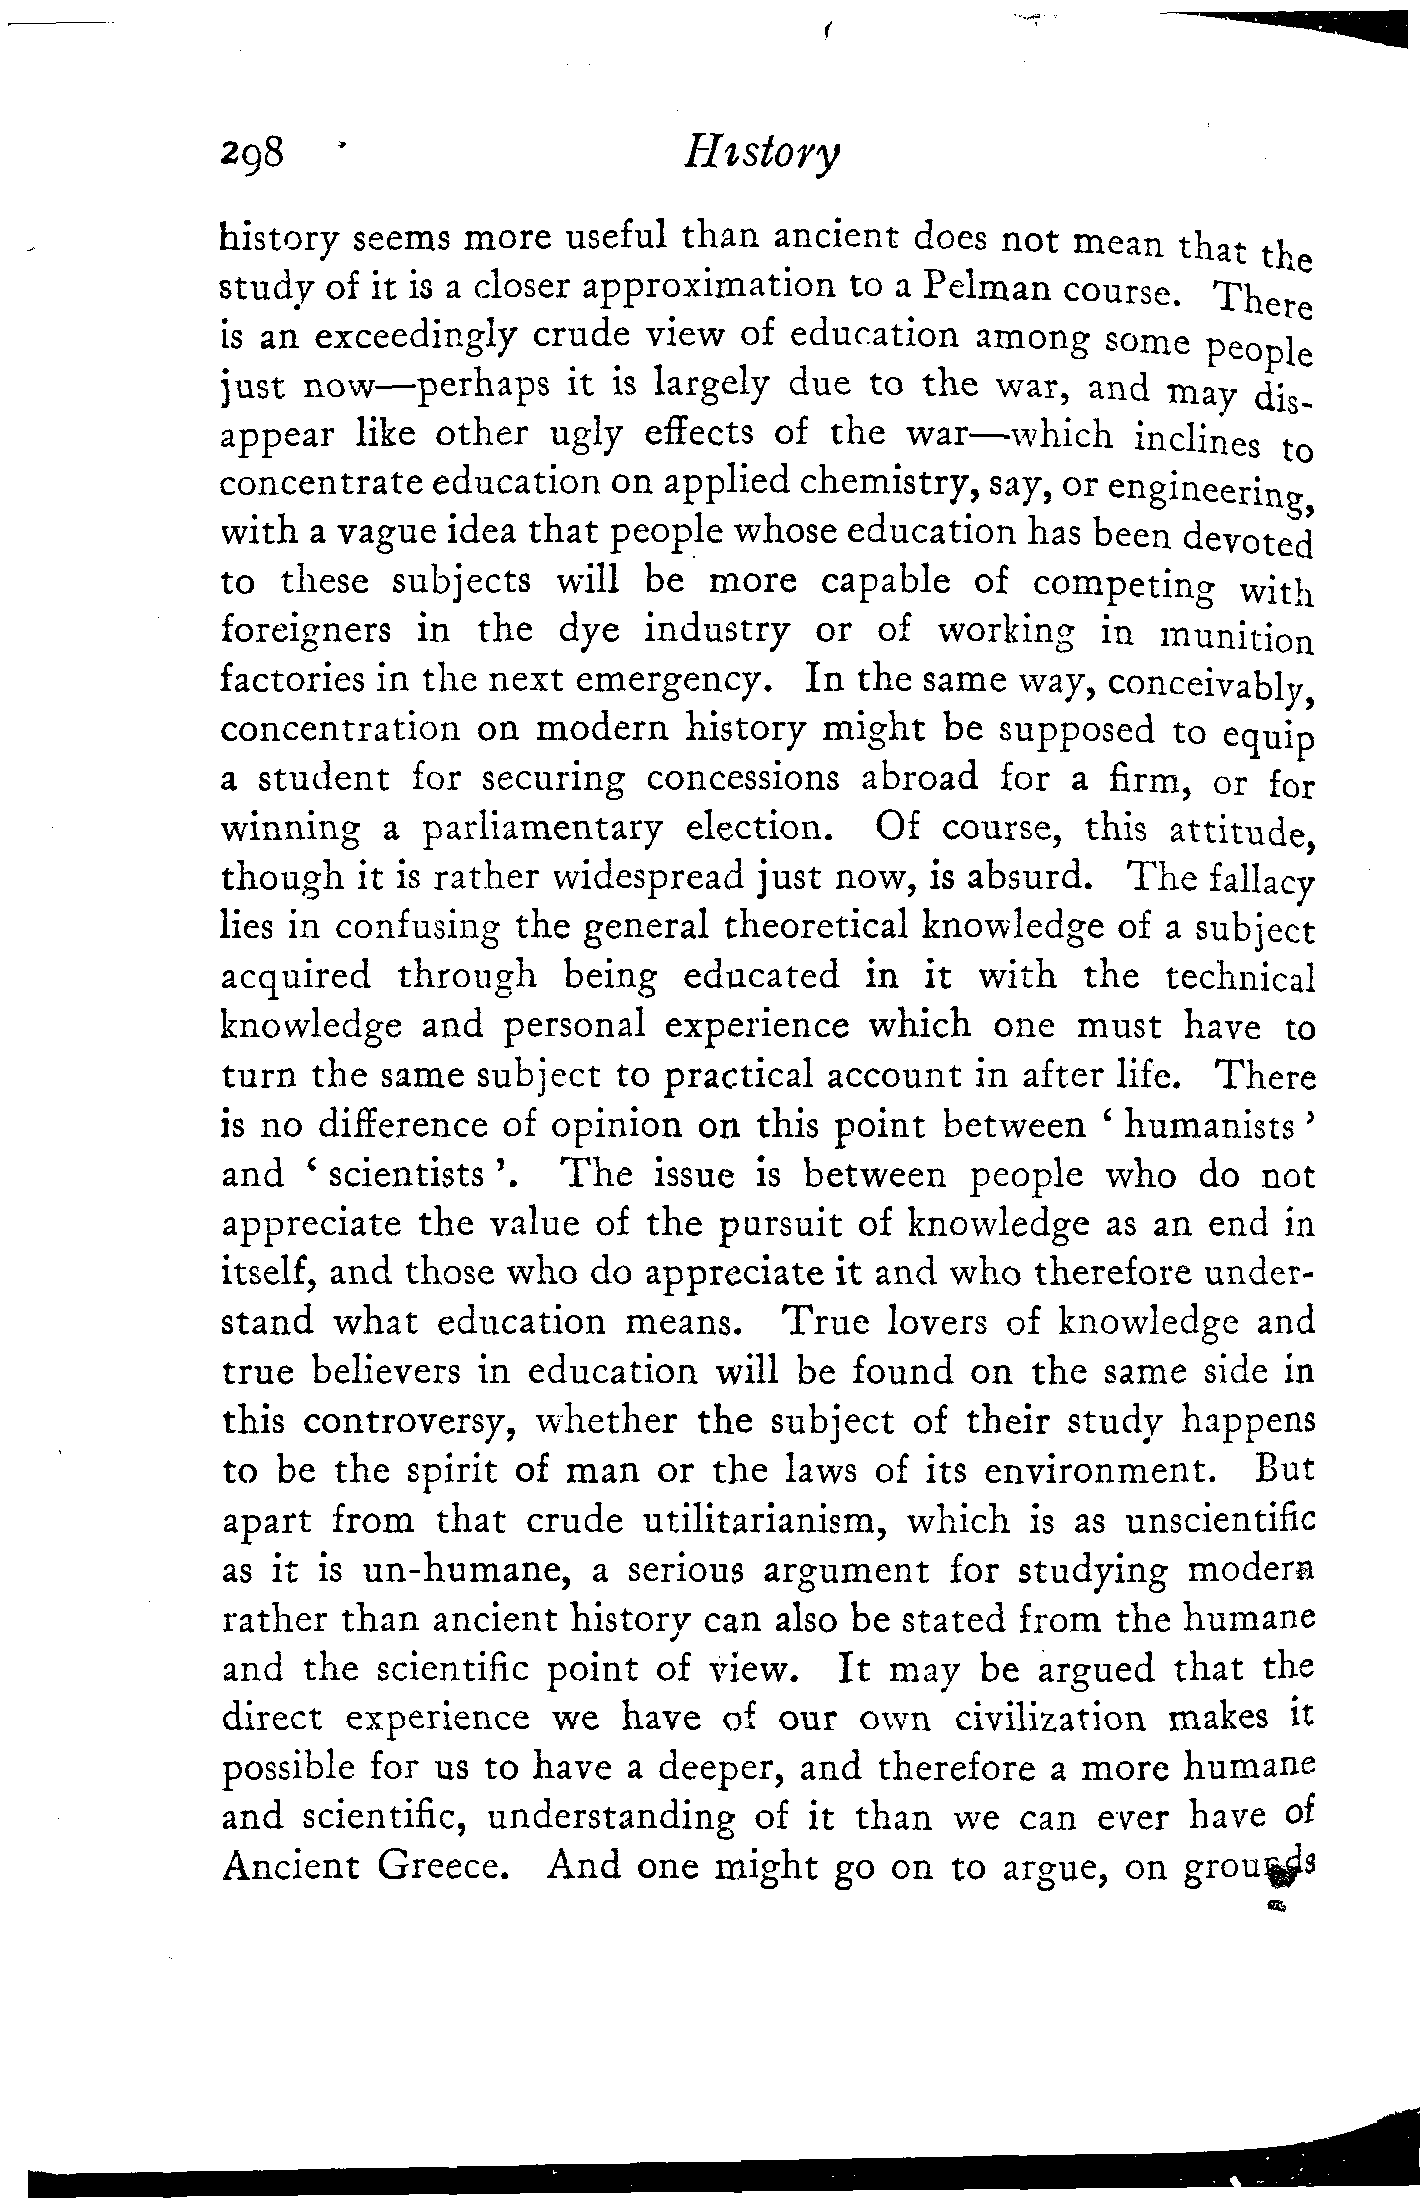 298 History
history seems more useful than ancient does not mean that the
study of it is a closer approximation to a Pelman course. There
is an exceedingly crude view of education among some people
just now—perhaps it is largely due to the war, and may dis-
appear like other ugly effects of the war—which inclines to
concentrate education on applied chemistry, say, or engineering,
with a vague idea that people whose education has been devoted
to these subjects will be more capable of competing with
foreigners in the dye industry or of working in munition
factories in the next emergency. In the same way, conceivably,
concentration on modern history might be supposed to equip
a student for securing concessions abroad for a firm, or for
winning a parliamentary election. Of course, this attitude,
though it is rather widespread just now, is absurd. The fallacy
lies in confusing the general theoretical knowledge of a subject
acquired through being educated in it with the technical
knowledge and personal experience which one must have to
turn the same subject to practical account in after life. There
is no difference of opinion on this point between ‘ humanists ’
and ‘ scientists ’. The issue is between people who do not
appreciate the value of the pursuit of knowledge as an end in
itself, and those who do appreciate it and who therefore under-
stand what education means. True lovers of knowledge and
true believers in education will be found on the same side in
this controversy, whether the subject of their study happens
to be the spirit of man or the laws of its environment. But
apart from that crude utilitarianism, which is as unscientific
as it is un-humane, a serious argument for studying modern
rather than ancient history can also be stated from the humane
and the scientific point of view. It may be argued that the
direct experience we have of our own civilization makes it
possible for us to have a deeper, and therefore a more humane
and scientific, understanding of it than we can ever have of
Ancient Greece. And one might go on to argue, on grounds